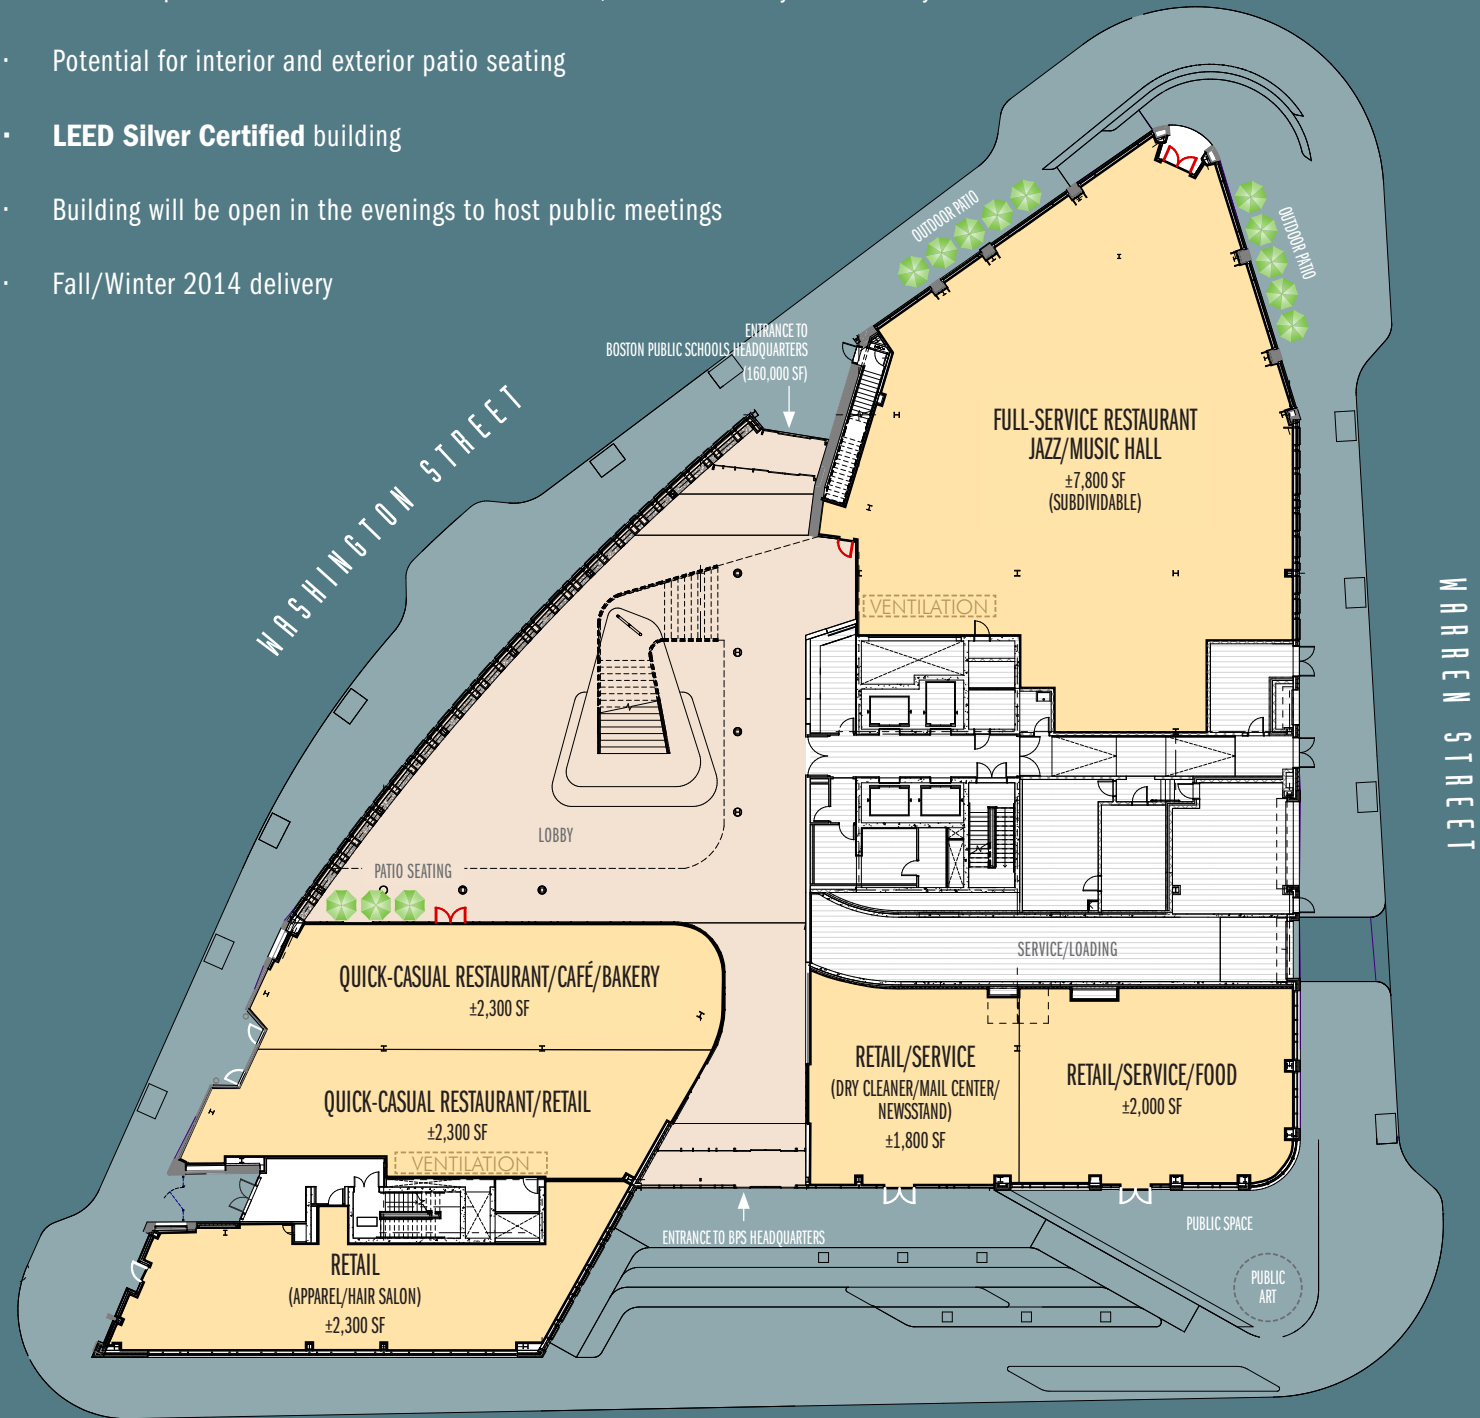 · Potential for interior and exterior patio seating
· LEED Silver Certified building
· Building will be open in the evenings to host public meetings
· Fall/Winter 2014 delivery
OUTDOOR PATIO
OUTDOOR PATIO
ENTRANCE TO
BOSTON PUBLIC SCHOOLS HEADQUARTERS
(160,000 SF)
WASHINGTON STREET
FULL-SERVICE RESTAURANT
JAZZ/MUSIC HALL
±7,800 SF
(SUBDIVIDABLE)
VENTILATION
WARREN STREET
LOBBY
PATIO SEATING
SERVICE/LOADING
QUICK-CASUAL RESTAURANT/CAFÉ/BAKERY
±2,300 SF
QUICK-CASUAL RESTAURANT/RETAIL
±2,300 SF
VENTILATION
RETAIL/SERVICE
(DRY CLEANER/MAIL CENTER/
NEWSSTAND)
±1,800 SF
RETAIL/SERVICE/FOOD
±2,000 SF
RETAIL
(APPAREL/HAIR SALON)
±2,300 SF
ENTRANCE TO BPS HEADQUARTERS
PUBLIC SPACE
PUBLIC
ART